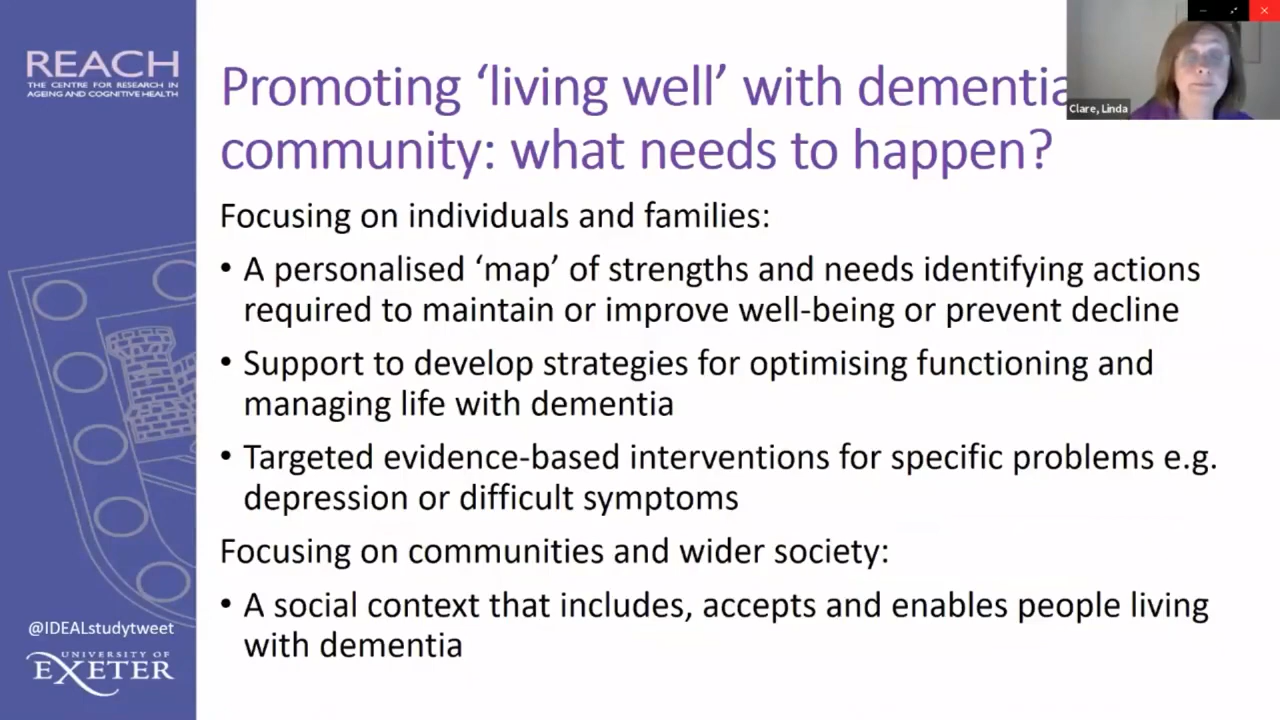 REACH
THE CENTRE FOR RESEARCH IN
AGEING AND COGNITIVE HEALTH
Promoting ‘living well’ with dementia
community: what needs to happen?
Clare, Linda
Focusing on individuals and families:
• A personalised ‘map’ of strengths and needs identifying actions
required to maintain or improve well-being or prevent decline
• Support to develop strategies for optimising functioning and
managing life with dementia
• Targeted evidence-based interventions for specific problems e.g.
depression or difficult symptoms
Focusing on communities and wider society:
• A social context that includes, accepts and enables people living
with dementia
@IDEALstudytweet
UNIVERSITY OF
EXETER